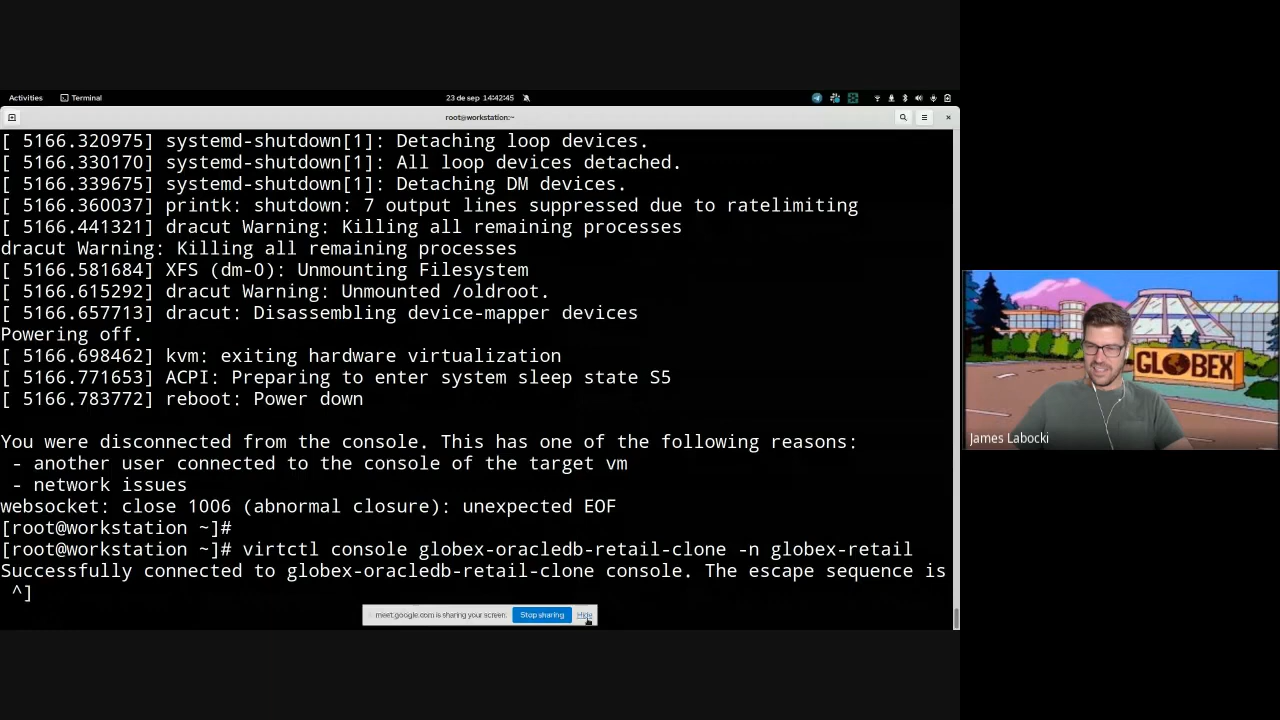 Activities Terminal 23 de sep 14:42:45
root@workstation:~
[ 5166.320975] systemd-shutdown[1]: Detaching loop devices.
[ 5166.330170] systemd-shutdown[1]: All loop devices detached.
[ 5166.339675] systemd-shutdown[1]: Detaching DM devices.
[ 5166.360037] printk: shutdown: 7 output lines suppressed due to ratelimiting
[ 5166.441321] dracut Warning: Killing all remaining processes
dracut Warning: Killing all remaining processes
[ 5166.581684] XFS (dm-0): Unmounting Filesystem
[ 5166.615292] dracut Warning: Unmounted /oldroot.
[ 5166.657713] dracut: Disassembling device-mapper devices
Powering off.
[ 5166.698462] kvm: exiting hardware virtualization
[ 5166.771653] ACPI: Preparing to enter system sleep state S5
[ 5166.783772] reboot: Power down
You were disconnected from the console. This has one of the following reasons:
- another user connected to the console of the target vm
- network issues
websocket: close 1006 (abnormal closure): unexpected EOF
[root@workstation ~]#
[root@workstation ~]# virtctl console globex-oracledb-retail-clone -n globex-retail
Successfully connected to globex-oracledb-retail-clone console. The escape sequence is
^]
meet.google.com is sharing your screen. Stop sharing Hide
GLOBEX
James Labocki